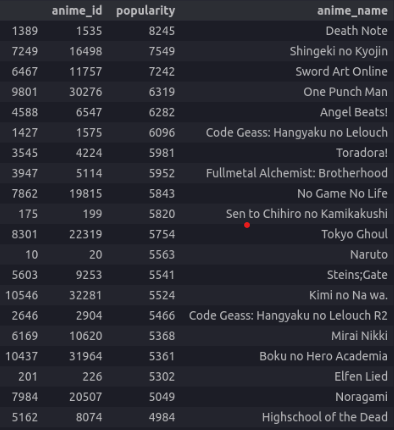 anime_id popularity anime_name
1389 1535 8245 Death Note
7249 16498 7549 Shingeki no Kyojin
6467 11757 7242 Sword Art Online
9801 30276 6319 One Punch Man
4588 6547 6282 Angel Beats!
1427 1575 6096 Code Geass: Hangyaku no Lelouch
3545 4224 5981 Toradora!
3947 5114 5952 Fullmetal Alchemist: Brotherhood
7862 19815 5843 No Game No Life
175 199 5820 Sen to Chihiro no Kamikakushi
8301 22319 5754 Tokyo Ghoul
10 20 5563 Naruto
5603 9253 5541 Steins;Gate
10546 32281 5524 Kimi no Na wa.
2646 2904 5466 Code Geass: Hangyaku no Lelouch R2
6169 10620 5368 Mirai Nikki
10437 31964 5361 Boku no Hero Academia
201 226 5302 Elfen Lied
7984 20507 5049 Noragami
5162 8074 4984 Highschool of the Dead